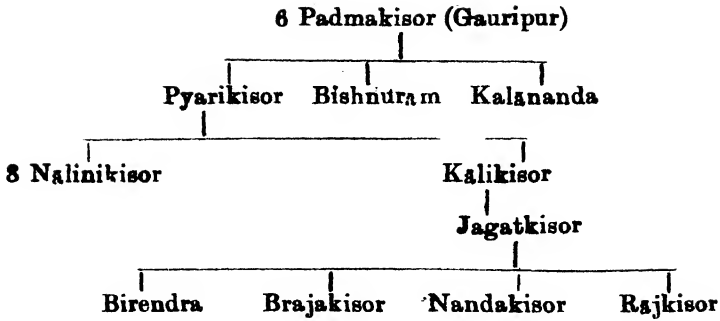 6 Padmakisor (Gauripur)
Pyarikisor Bishnuram Kalananda
8 Nalinikisor Kalikisor
Jagatkisor
Birendra Brajakisor Nandakisor Rajkisor